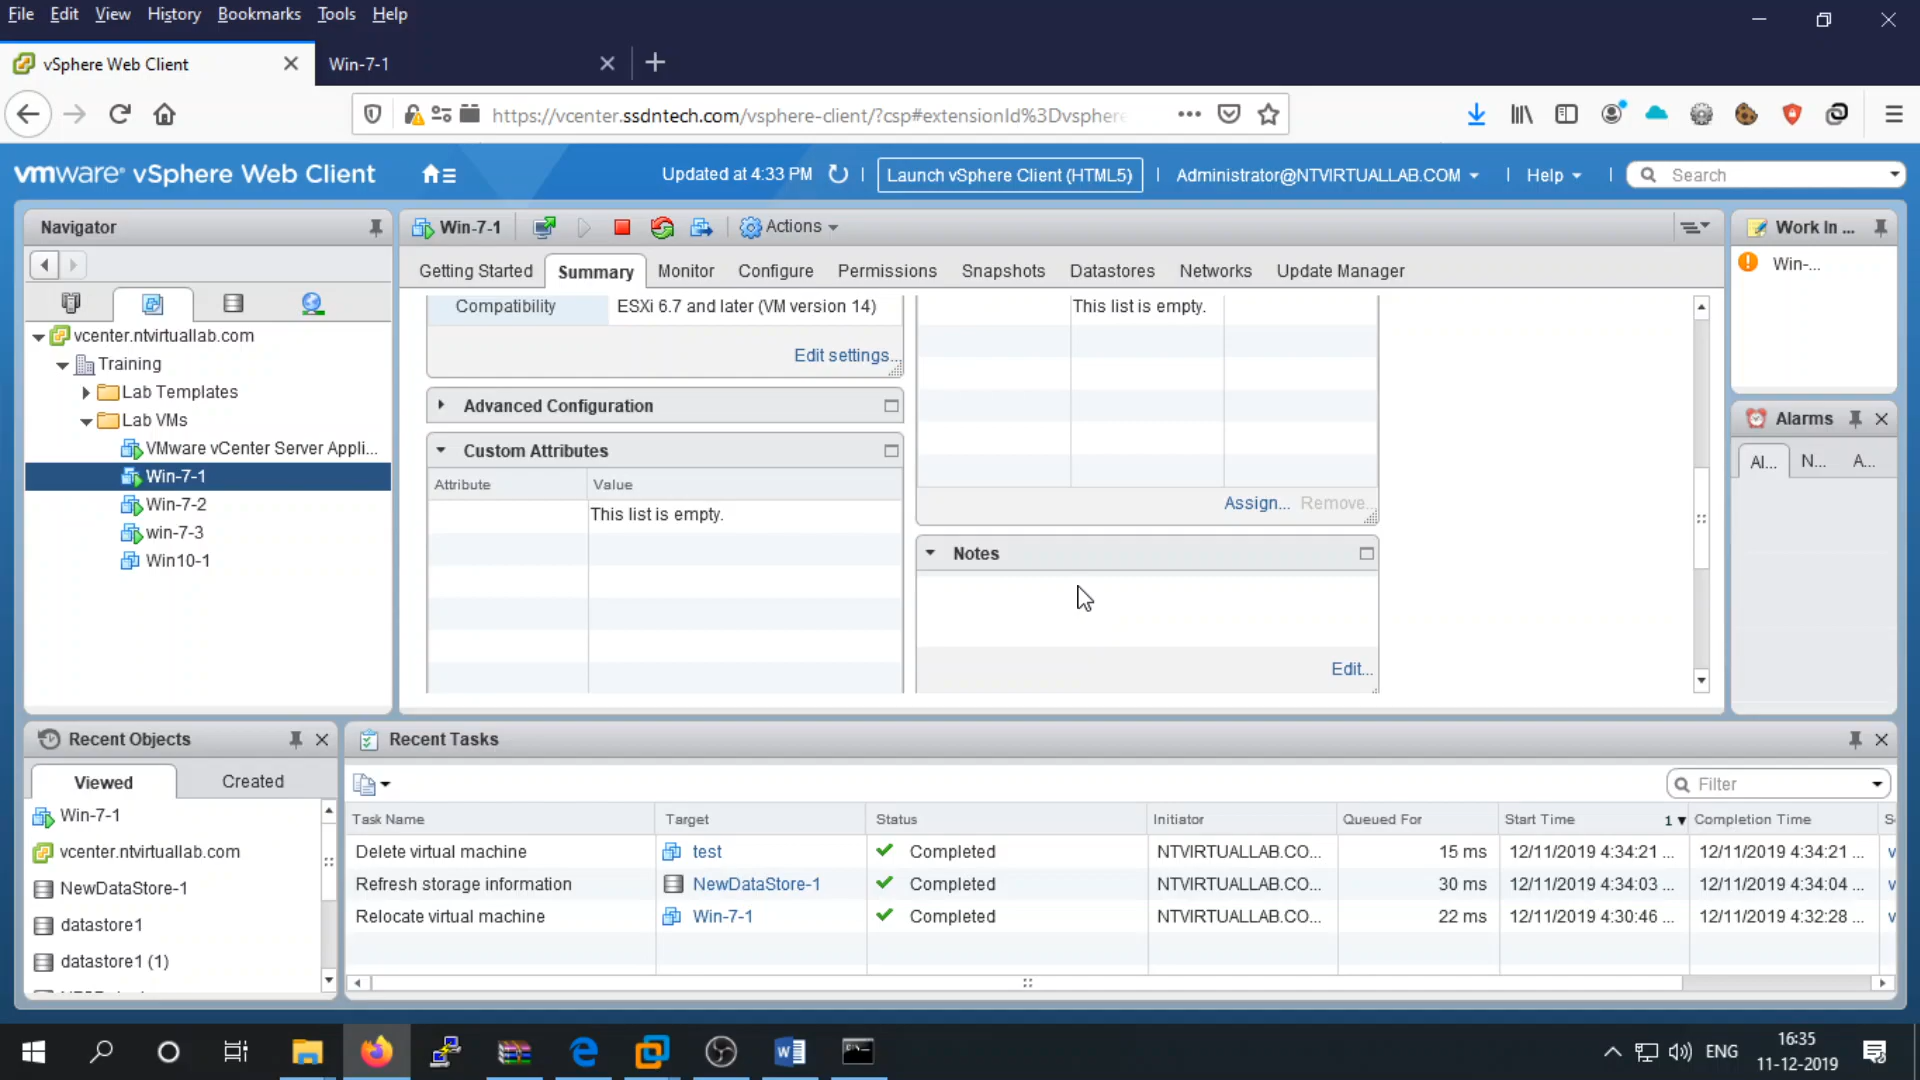 File Edit View History Bookmarks Tools Help
vSphere Web Client
Win-7-1
https://vcenter.ssdntech.com/vsphere-client/?csp#extensionId%3Dvsphere
vmware® vSphere Web Client
Updated at 4:33 PM
Launch vSphere Client (HTML5)
Administrator@NTVIRTUALLAB.COM
Help
Search
Navigator
vcenter.ntvirtuallab.com
Training
Lab Templates
Lab VMs
VMware vCenter Server Appli...
Win-7-1
Win-7-2
win-7-3
Win10-1
Win-7-1
Actions
Getting Started Summary Monitor Configure Permissions Snapshots Datastores Networks Update Manager
Compatibility ESXi 6.7 and later (VM version 14)
Edit settings...
Advanced Configuration
Custom Attributes
Attribute Value
This list is empty.
This list is empty.
Assign... Remove...
Notes
Edit...
Work In ...
Win-...
Alarms
Al... N... A...
Recent Objects
Viewed Created
Win-7-1
vcenter.ntvirtuallab.com
NewDataStore-1
datastore1
datastore1 (1)
Recent Tasks
Filter
Task Name Target Status Initiator Queued For Start Time 1 Completion Time S
Delete virtual machine test Completed NTVIRTUALLAB.CO... 15 ms 12/11/2019 4:34:21 ... 12/11/2019 4:34:21 ... v
Refresh storage information NewDataStore-1 Completed NTVIRTUALLAB.CO... 30 ms 12/11/2019 4:34:03 ... 12/11/2019 4:34:04 ... v
Relocate virtual machine Win-7-1 Completed NTVIRTUALLAB.CO... 22 ms 12/11/2019 4:30:46 ... 12/11/2019 4:32:28 ... v
ENG
16:35
11-12-2019